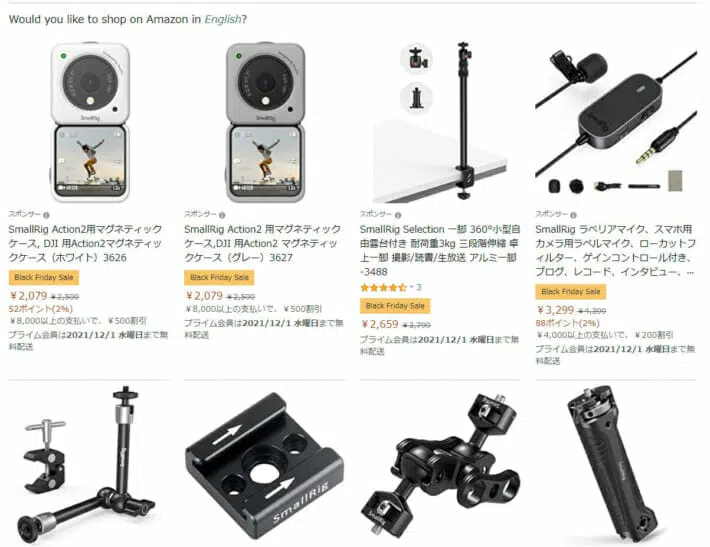 Would you like to shop on Amazon in English?
SmallRig
SmallRig
スポンサー
SmallRig Action2用マグネティック
ケース, DJI 用Action2マグネティッ
クケース（ホワイト）3626
Black Friday Sale
￥2,079 ￥2,599
52ポイント(2%)
￥8,000以上の支払いで、￥500割引
プライム会員は2021/12/1 水曜日まで無
料配送
スポンサー
SmallRig Action2 用マグネティック
ケース,DJI 用Action2 マグネティッ
クケース（グレー）3627
Black Friday Sale
￥2,079 ￥2,599
52ポイント(2%)
￥8,000以上の支払いで、￥500割引
プライム会員は2021/12/1 水曜日まで無
料配送
スポンサー
SmallRig Selection 一脚 360°小型自
由雲台付き 耐荷重3kg 三段階伸縮 卓
上一脚 撮影/読書/生放送 アルミ一脚
-3488
3
Black Friday Sale
￥2,659 ￥3,799
プライム会員は2021/12/1 水曜日まで無
料配送
SmallRig
スポンサー
SmallRig ラベリアマイク、スマホ用
カメラ用ラベルマイク、ローカットフ
ィルター、ゲインコントロール付き、
ブログ、レコード、インタビュー、...
Black Friday Sale
￥3,299 ￥4,399
88ポイント(2%)
￥4,000以上の支払いで、￥200割引
プライム会員は2021/12/1 水曜日まで無
料配送
SmallRig
SmallRig
SmallRig
SmallRig